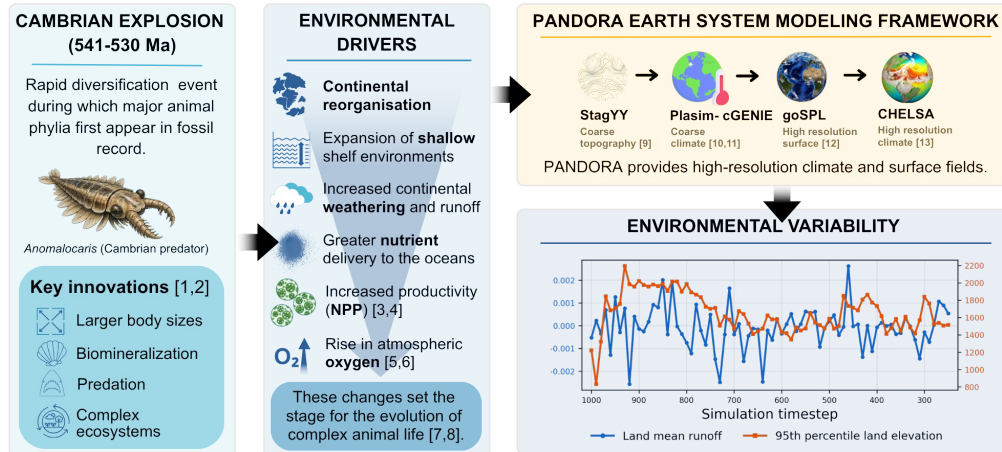 CAMBRIAN EXPLOSION
(541-530 Ma)
Rapid diversification event
during which major animal
phylia first appear in fossil
record.
Anomalocaris (Cambrian predator)
Key innovations [1,2]
Larger body sizes
Biomineralization
Predation
Complex
ecosystems
ENVIRONMENTAL
DRIVERS
Continental
reorganisation
Expansion of shallow
shelf environments
Increased continental
weathering and runoff
Greater nutrient
delivery to the oceans
Increased productivity
(NPP) [3,4]
O₂
Rise in atmospheric
oxygen [5,6]
These changes set the
stage for the evolution of
complex animal life [7,8].
PANDORA EARTH SYSTEM MODELING FRAMEWORK
StagYY
Coarse
topography [9]
Plasim- cGENIE
Coarse
climate [10,11]
goSPL
High resolution
surface [12]
CHELSA
High resolution
climate [13]
PANDORA provides high-resolution climate and surface fields.
ENVIRONMENTAL VARIABILITY
0.002
0.001
0.000
-0.001
-0.002
2200
2000
1800
1600
1400
1200
1000
800
1000 900 800 700 600 500 400 300
Simulation timestep
Land mean runoff
95th percentile land elevation